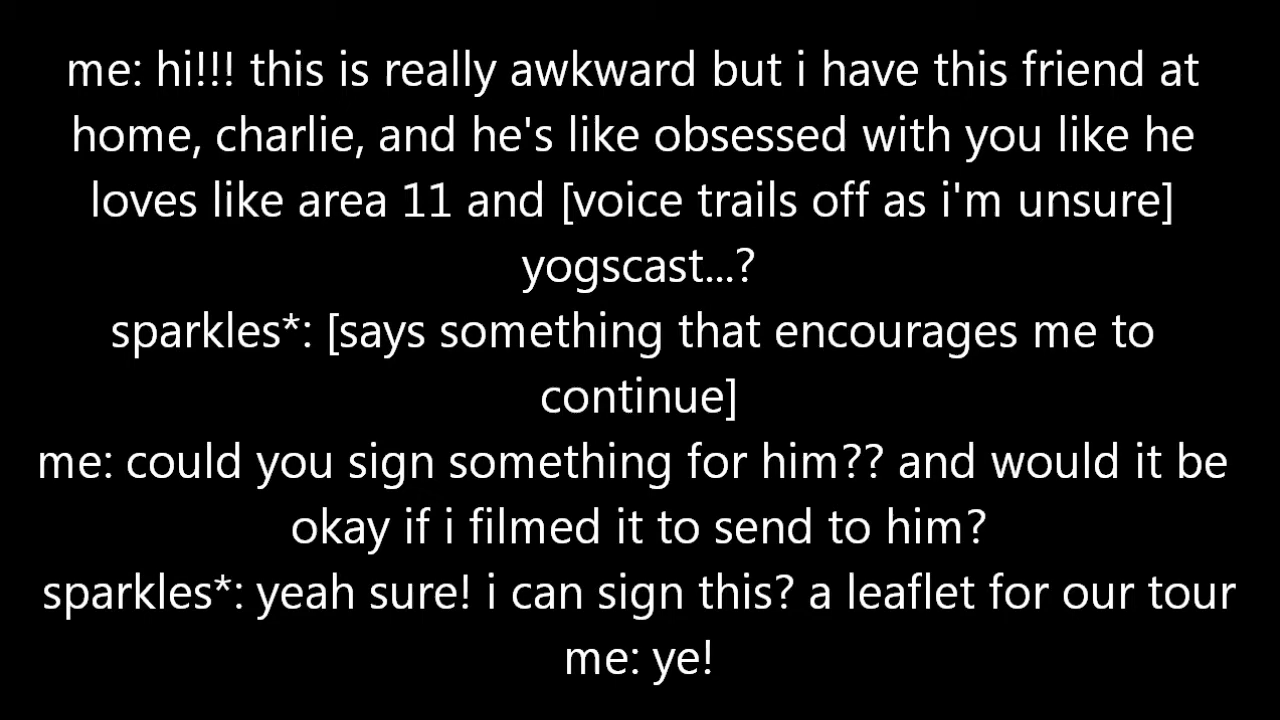 me: hi!!! this is really awkward but i have this friend at
home, charlie, and he's like obsessed with you like he
loves like area 11 and [voice trails off as i'm unsure]
yogscast...?
sparkles*: [says something that encourages me to
continue]
me: could you sign something for him?? and would it be
okay if i filmed it to send to him?
sparkles*: yeah sure! i can sign this? a leaflet for our tour
me: ye!